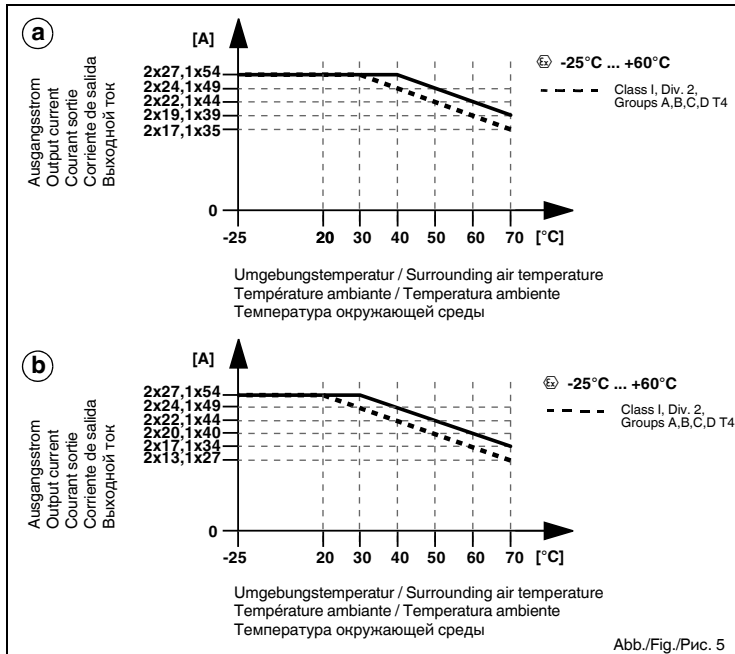 a
[A]
Ausgangsstrom
Output current
Courant sortie
Corriente de salida
Выходной ток
2x27,1x54
2x24,1x49
2x22,1x44
2x19,1x39
2x17,1x35
0
-25 20 30 40 50 60 70 [°C]
Umgebungstemperatur / Surrounding air temperature
Température ambiante / Temperatura ambiente
Температура окружающей среды
Ex -25°C ... +60°C
Class I, Div. 2,
Groups A,B,C,D T4
b
[A]
Ausgangsstrom
Output current
Courant sortie
Corriente de salida
Выходной ток
2x27,1x54
2x24,1x49
2x22,1x44
2x20,1x40
2x17,1x34
2x13,1x27
0
-25 20 30 40 50 60 70 [°C]
Umgebungstemperatur / Surrounding air temperature
Température ambiante / Temperatura ambiente
Температура окружающей среды
Ex -25°C ... +60°C
Class I, Div. 2,
Groups A,B,C,D T4
Abb./Fig./Рис. 5